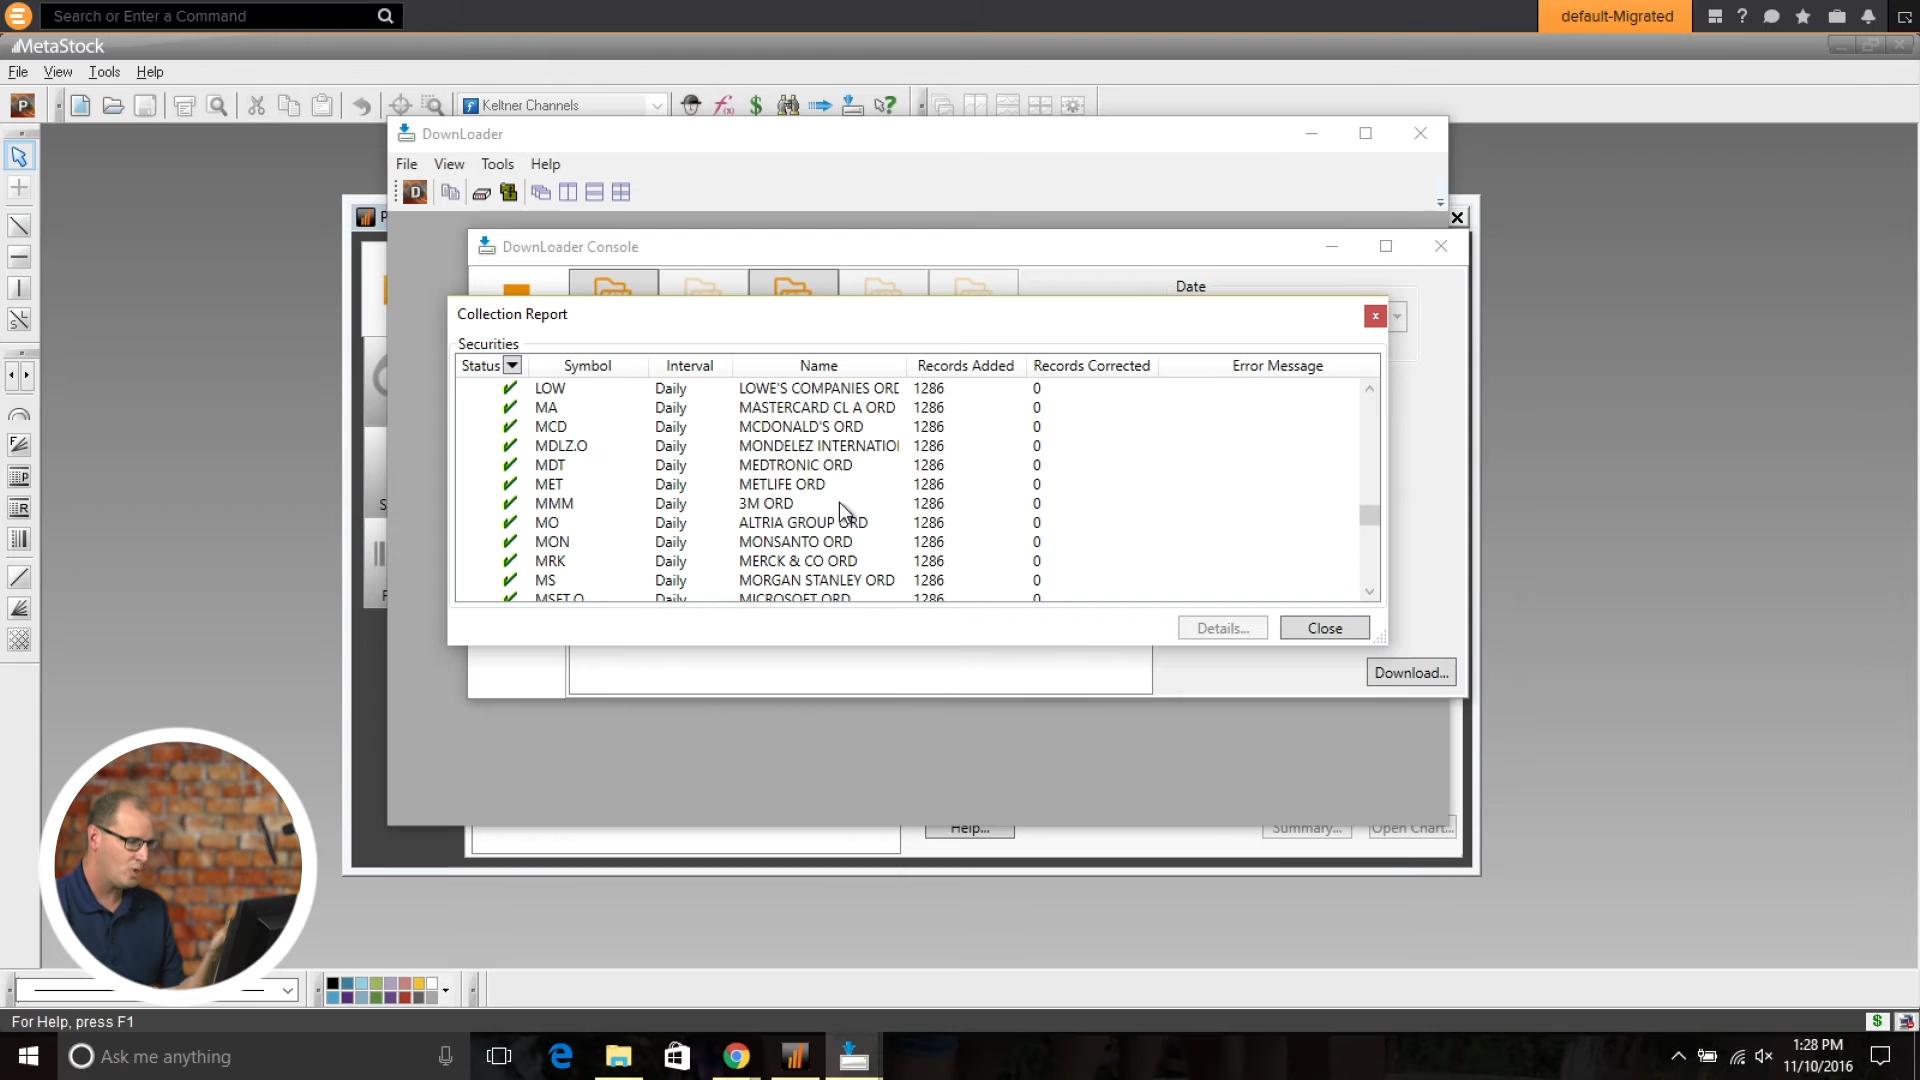 Search or Enter a Command
default-Migrated
MetaStock
File View Tools Help
Keltner Channels
DownLoader
File View Tools Help
DownLoader Console
Date
Collection Report
Securities
Status Symbol Interval Name Records Added Records Corrected Error Message
LOW Daily LOWE'S COMPANIES ORD 1286 0
MA Daily MASTERCARD CL A ORD 1286 0
MCD Daily MCDONALD'S ORD 1286 0
MDLZ.O Daily MONDELEZ INTERNATIO 1286 0
MDT Daily MEDTRONIC ORD 1286 0
MET Daily METLIFE ORD 1286 0
MMM Daily 3M ORD 1286 0
MO Daily ALTRIA GROUP ORD 1286 0
MON Daily MONSANTO ORD 1286 0
MRK Daily MERCK & CO ORD 1286 0
MS Daily MORGAN STANLEY ORD 1286 0
MSFT.O Daily MICROSOFT ORD 1286 0
Details... Close
Download...
Help... Summary... Open Chart...
For Help, press F1
Ask me anything
1:28 PM
11/10/2016